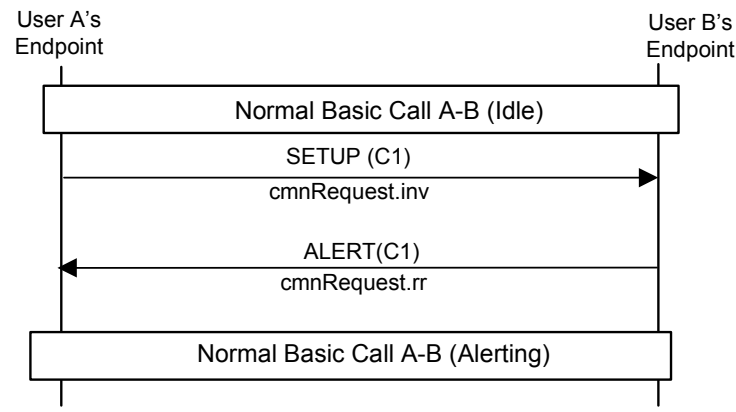 User A's
Endpoint
User B's
Endpoint
Normal Basic Call A-B (Idle)
SETUP (C1)
cmnRequest.inv
ALERT(C1)
cmnRequest.rr
Normal Basic Call A-B (Alerting)